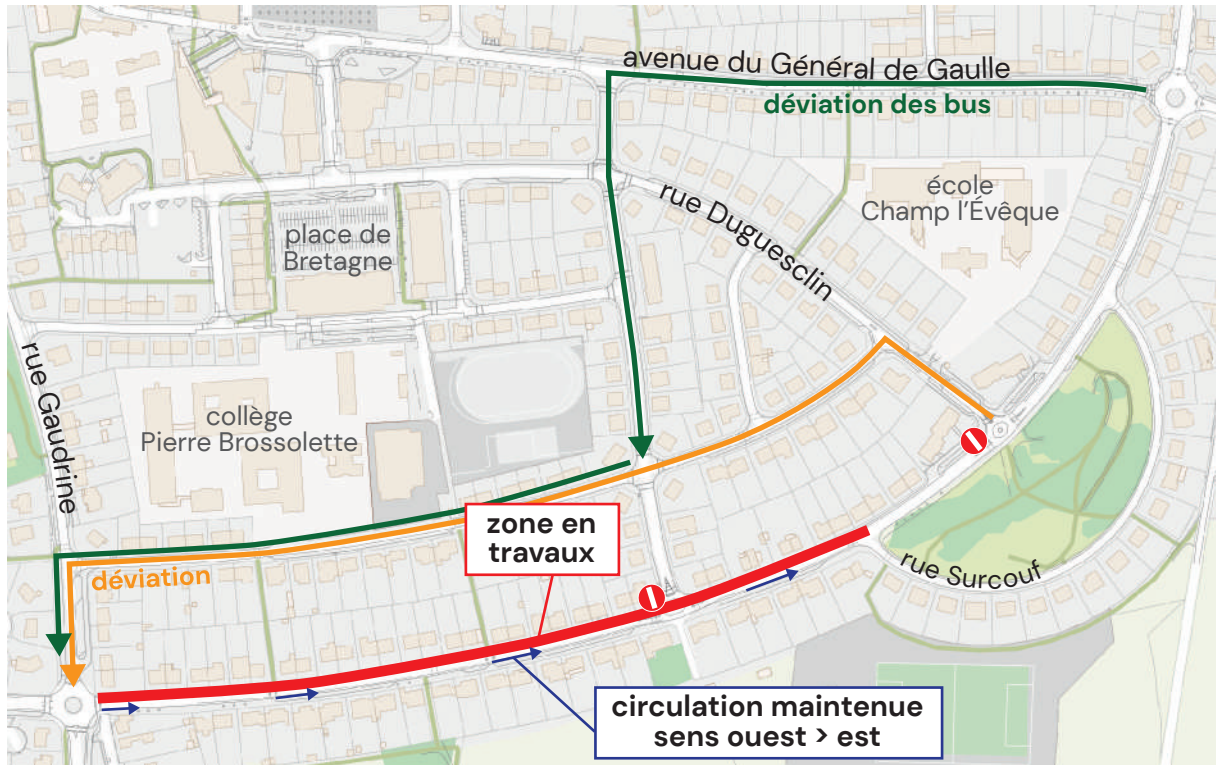 avenue du Général de Gaulle
déviation des bus
école
Champ l'Évêque
rue Duguesclin
place de
Bretagne
rue Gaudrine
collège
Pierre Brossolette
zone en
travaux
déviation
rue Surcouf
circulation maintenue
sens ouest > est